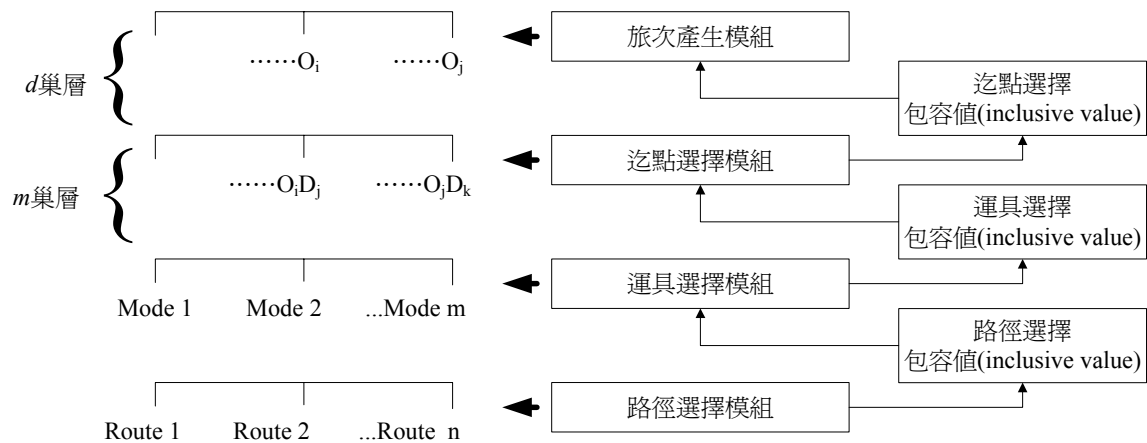 旅次產生模組
······Oᵢ ······Oⱼ
d巢層
迄點選擇
包容值(inclusive value)
迄點選擇模組
······OᵢDⱼ ······OⱼDₖ
m巢層
運具選擇
包容值(inclusive value)
運具選擇模組
Mode 1 Mode 2 ...Mode m
路徑選擇
包容值(inclusive value)
路徑選擇模組
Route 1 Route 2 ...Route n